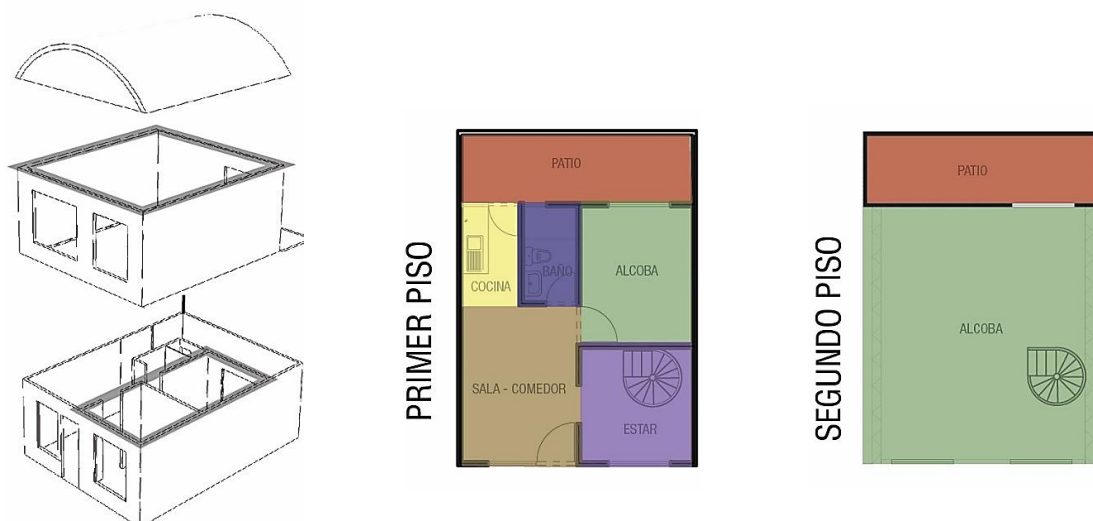 PRIMER PISO
PATIO
COCINA
BAÑO
ALCOBA
SALA - COMEDOR
ESTAR
SEGUNDO PISO
PATIO
ALCOBA